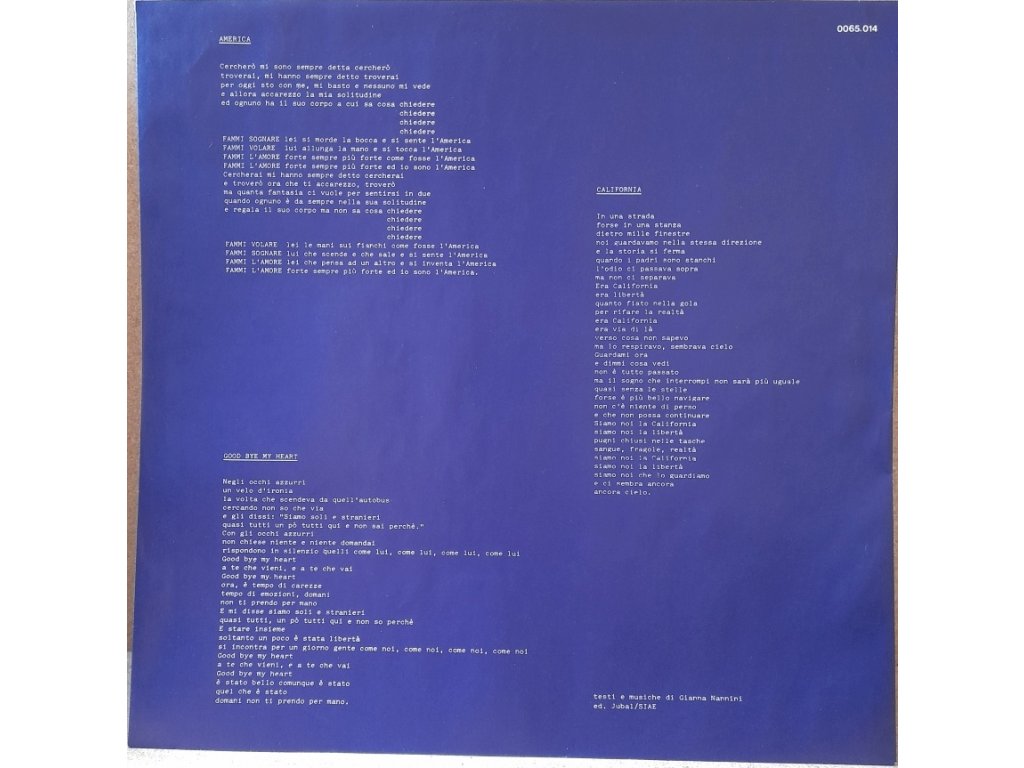 0065.014
AMERICA
Cercherò mi sono sempre detta cercherò
troverai, mi hanno sempre detto troverai
per oggi sto con me, mi basto e nessuno mi vede
e allora accarezzo la mia solitudine
ed ognuno ha il suo corpo a cui sa cosa chiedere
chiedere
chiedere
chiedere
FAMMI SOGNARE lei si morde la bocca e si sente l'America
FAMMI VOLARE lui allunga la mano e si tocca l'America
FAMMI L'AMORE forte sempre più forte come fosse l'America
FAMMI L'AMORE forte sempre più forte ed io sono l'America
Cercherai mi hanno sempre detto cercherai
e troverò ora che ti accarezzo, troverò
ma quanta fantasia ci vuole per sentirsi in due
quando ognuno è da sempre nella sua solitudine
e regala il suo corpo ma non sa cosa chiedere
chiedere
chiedere
chiedere
FAMMI VOLARE lei le mani sui fianchi come fosse l'America
FAMMI SOGNARE lui che scende e che sale e si sente l'America
FAMMI L'AMORE lei che pensa ad un altro e si inventa l'America
FAMMI L'AMORE forte sempre più forte ed io sono l'America.
GOOD BYE MY HEART
Negli occhi azzurri
un velo d'ironia
la volta che scendeva da quell'autobus
cercando non so che via
e gli dissi: "Siamo soli e stranieri
quasi tutti un pò tutti qui e non sai perchè."
Con gli occhi azzurri
non chiese niente e niente domandai
rispondono in silenzio quelli come lui, come lui, come lui, come lui
Good bye my heart
a te che vieni, e a te che vai
Good bye my heart
ora, è tempo di carezze
tempo di emozioni, domani
non ti prendo per mano
E mi disse siamo soli e stranieri
quasi tutti, un pò tutti qui e non so perchè
E stare insieme
soltanto un poco è stata libertà
si incontra per un giorno gente come noi, come noi, come noi, come noi
Good bye my heart
a te che vieni, e a te che vai
Good bye my heart
è stato bello comunque è stato
quel che è stato
domani non ti prendo per mano.
CALIFORNIA
In una strada
forse in una stanza
dietro mille finestre
noi guardavamo nella stessa direzione
e la storia si ferma
quando i padri sono stanchi
l'odio ci passava sopra
ma non ci separava
Era California
era libertà
quanto fiato nella gola
per rifare la realtà
era California
era via di là
verso cosa non sapevo
ma lo respiravo, sembrava cielo
Guardami ora
e dimmi cosa vedi
non è tutto passato
ma il sogno che interrompi non sarà più uguale
quasi senza le stelle
forse è più bello navigare
non c'è niente di perso
e che non possa continuare
Siamo noi la California
siamo noi la libertà
pugni chiusi nelle tasche
sangue, fragole, realtà
siamo noi la California
siamo noi la libertà
siamo noi che lo guardiamo
e ci sembra ancora
ancora cielo.
testi e musiche di Gianna Nannini
ed. Jubal/SIAE